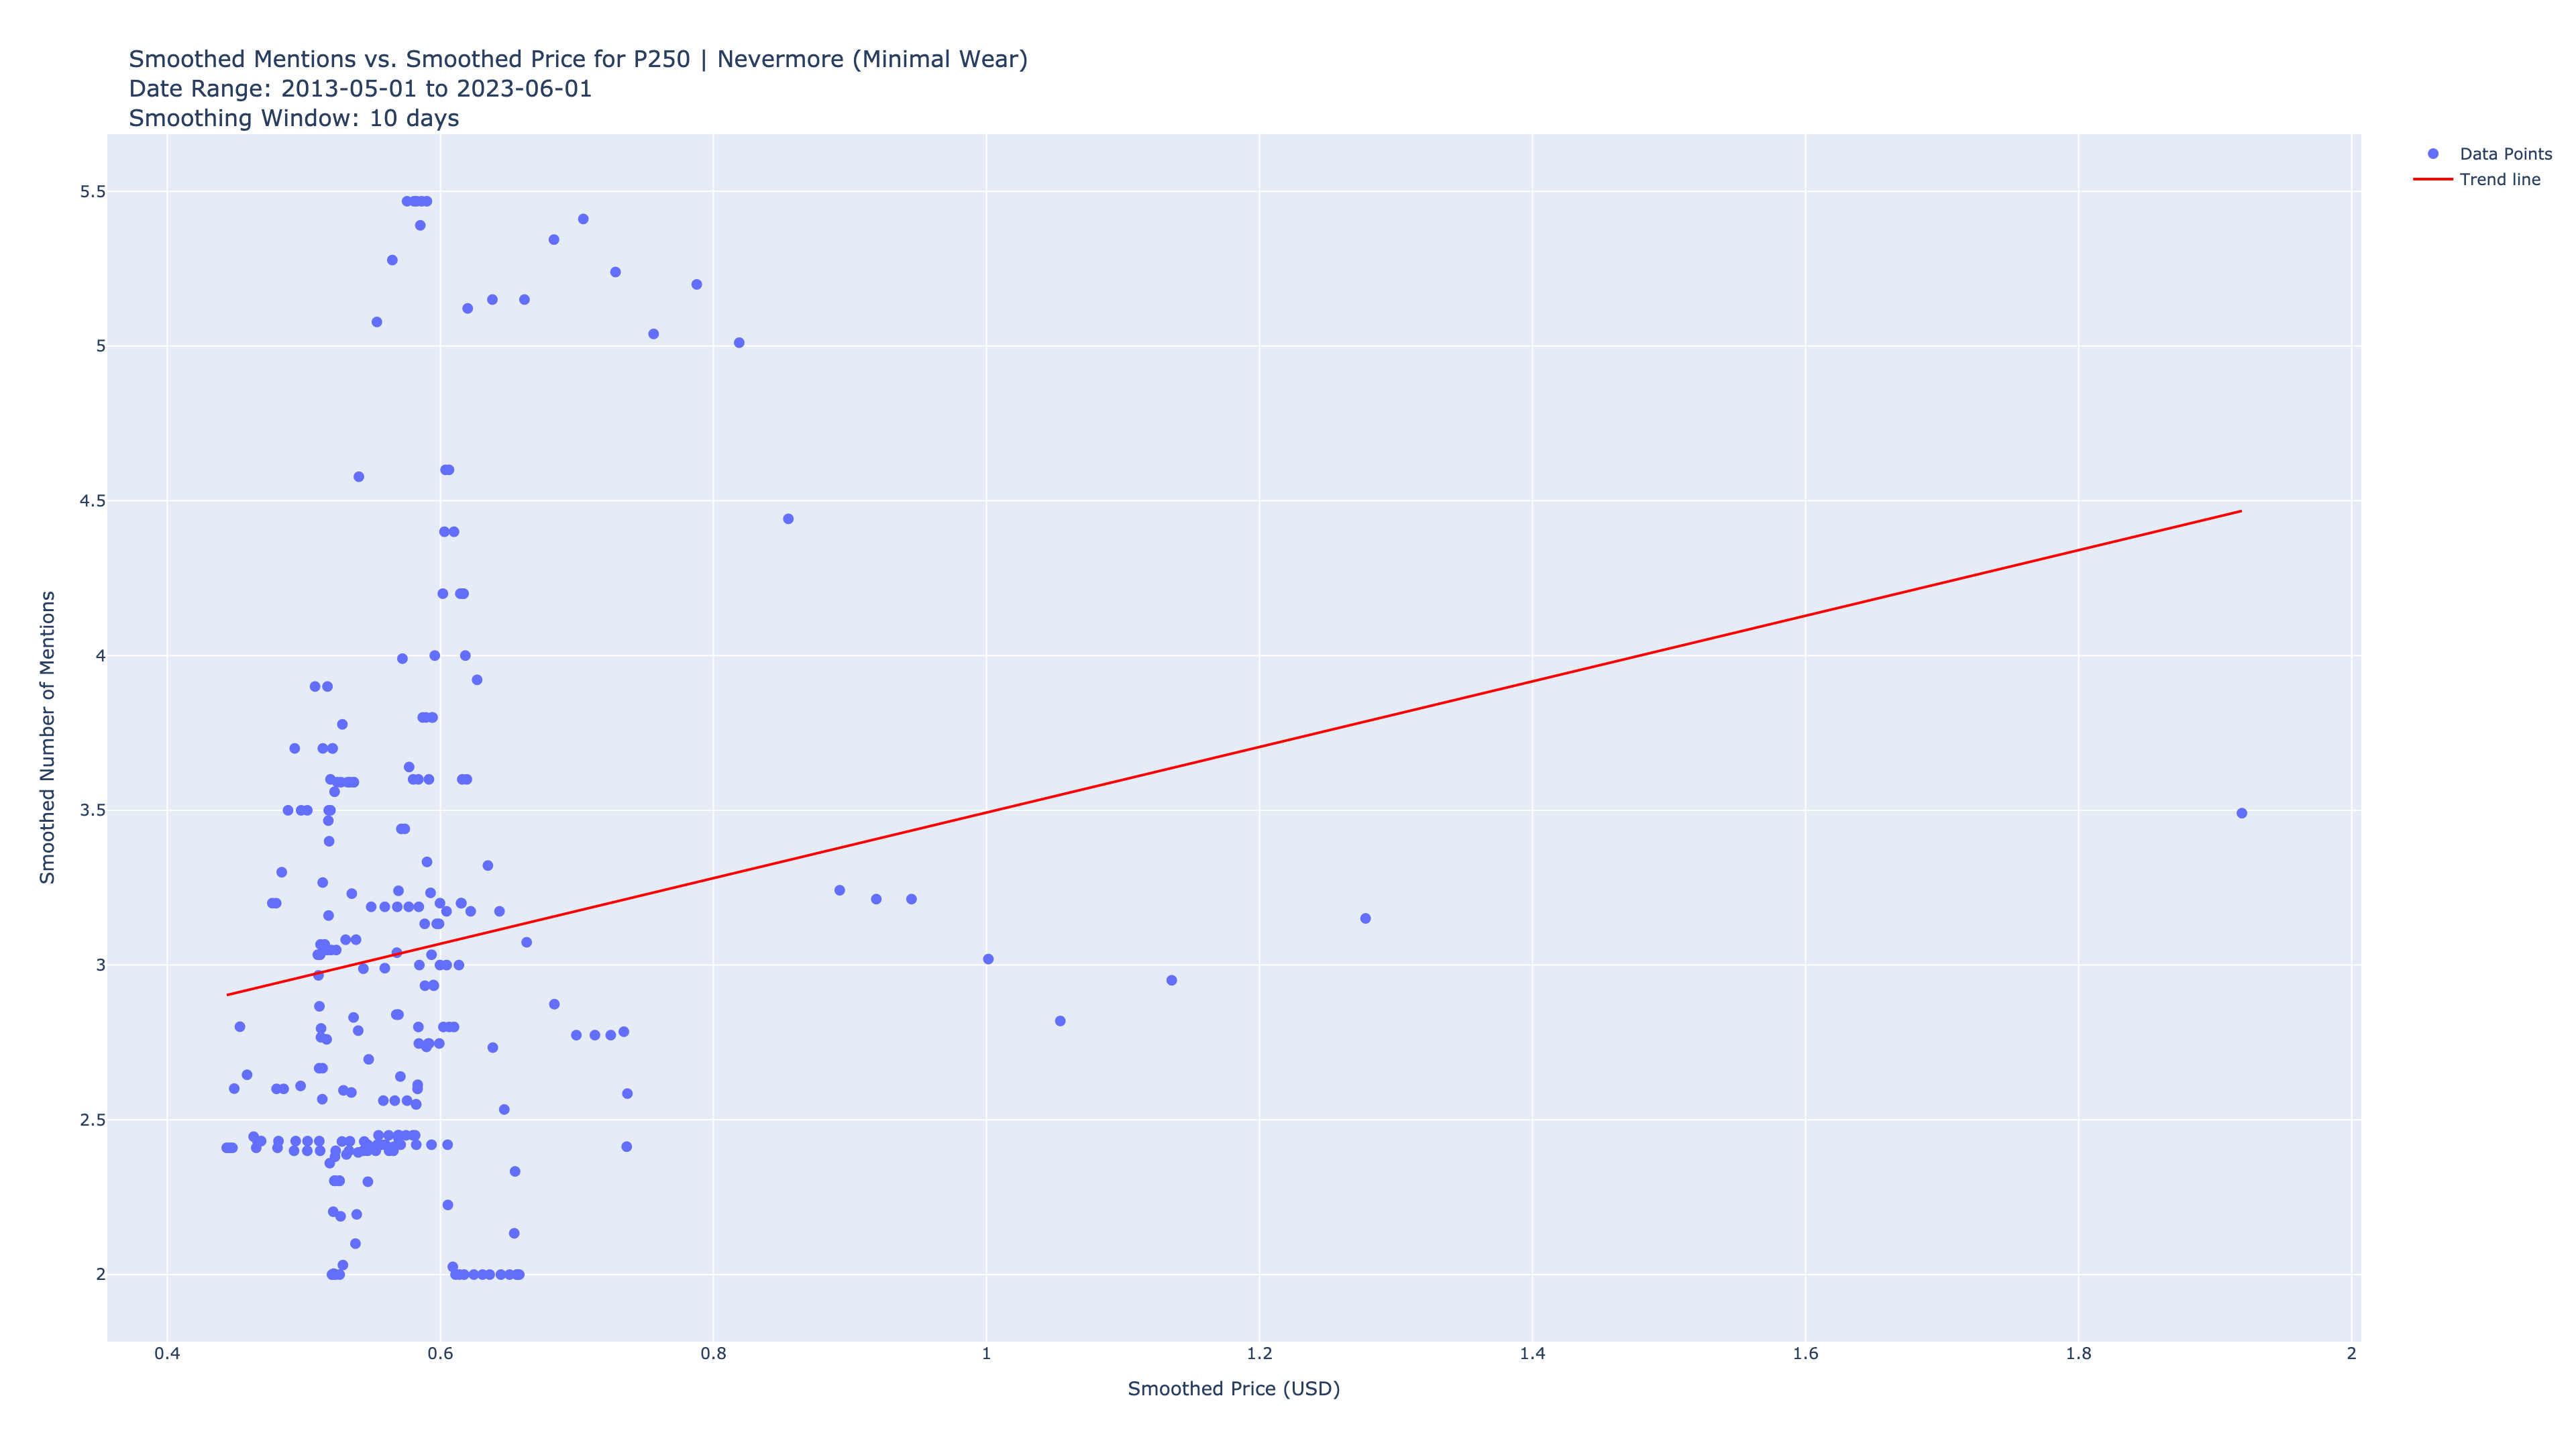 Smoothed Mentions vs. Smoothed Price for P250 | Nevermore (Minimal Wear)
Date Range: 2013-05-01 to 2023-06-01
Smoothing Window: 10 days
Data Points
Trend line
Smoothed Number of Mentions
5.5
5
4.5
4
3.5
3
2.5
2
0.4
0.6
0.8
1
1.2
1.4
1.6
1.8
2
Smoothed Price (USD)